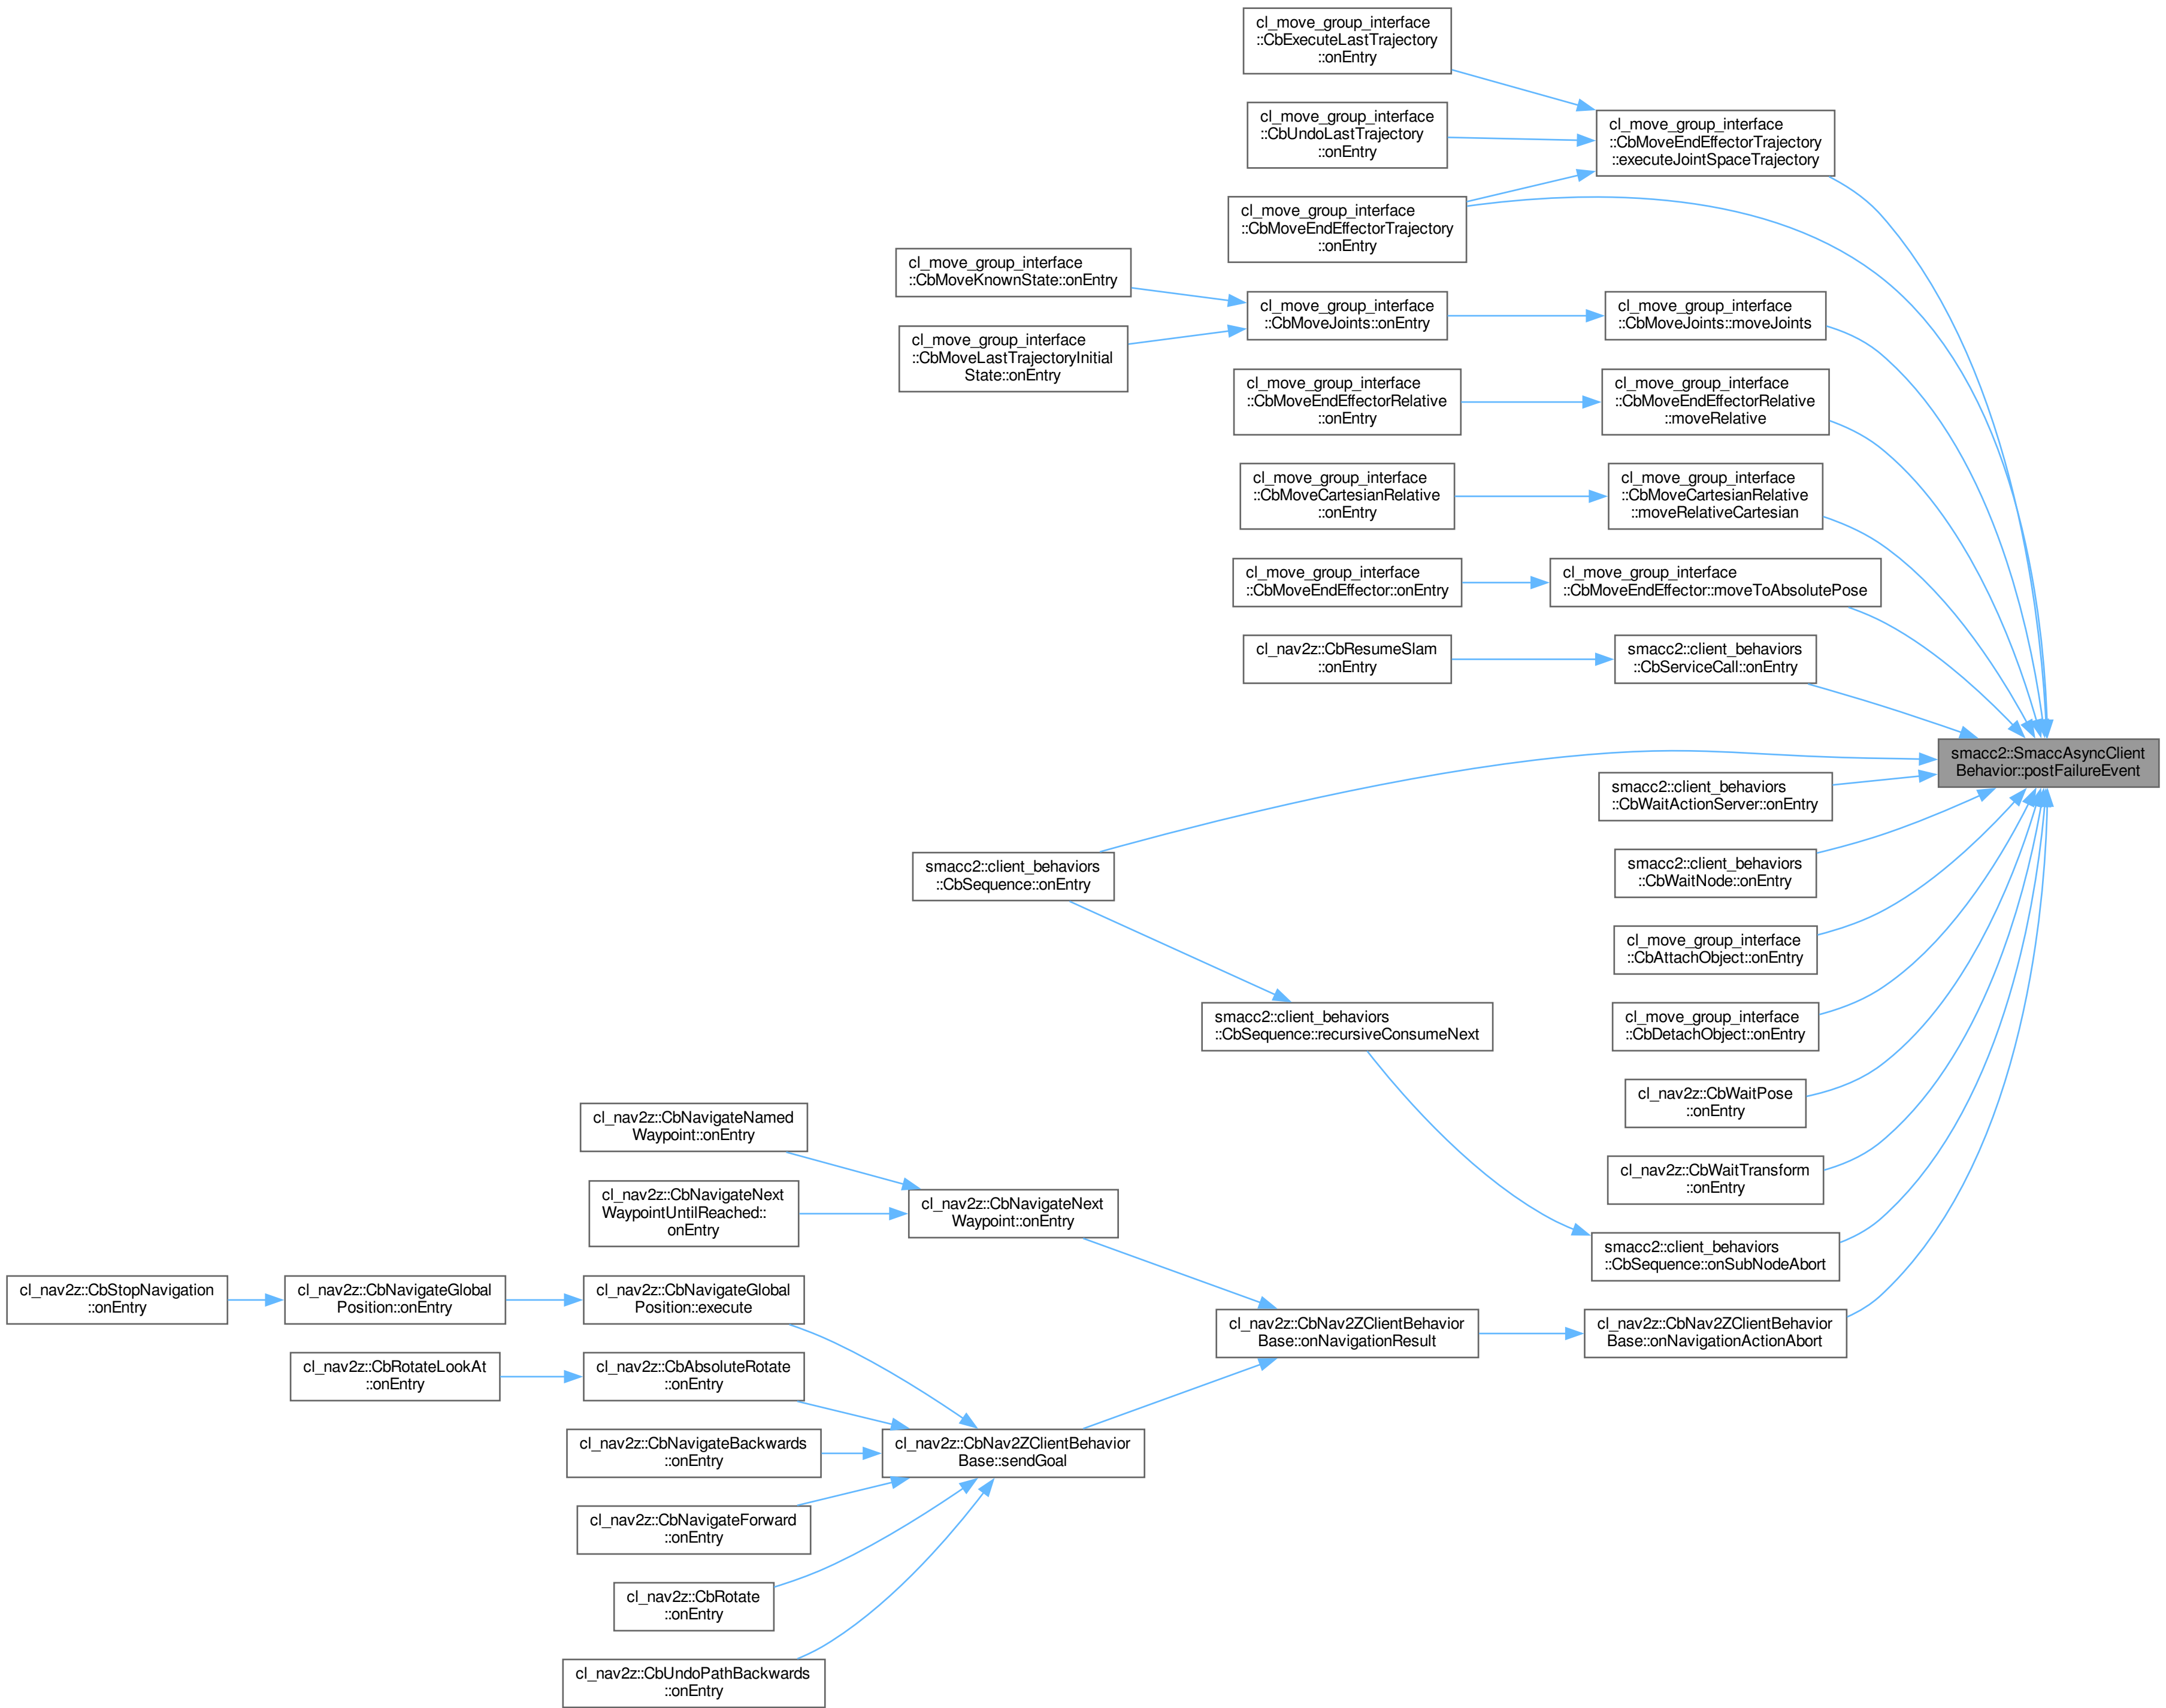 cl_move_group_interface
::CbExecuteLastTrajectory
::onEntry
cl_move_group_interface
::CbUndoLastTrajectory
::onEntry
cl_move_group_interface
::CbMoveEndEffectorTrajectory
::executeJointSpaceTrajectory
cl_move_group_interface
::CbMoveEndEffectorTrajectory
::onEntry
cl_move_group_interface
::CbMoveKnownState::onEntry
cl_move_group_interface
::CbMoveJoints::onEntry
cl_move_group_interface
::CbMoveJoints::moveJoints
cl_move_group_interface
::CbMoveLastTrajectoryInitial
State::onEntry
cl_move_group_interface
::CbMoveEndEffectorRelative
::onEntry
cl_move_group_interface
::CbMoveEndEffectorRelative
::moveRelative
cl_move_group_interface
::CbMoveCartesianRelative
::onEntry
cl_move_group_interface
::CbMoveCartesianRelative
::moveRelativeCartesian
cl_move_group_interface
::CbMoveEndEffector::onEntry
cl_move_group_interface
::CbMoveEndEffector::moveToAbsolutePose
cl_nav2z::CbResumeSlam
::onEntry
smacc2::client_behaviors
::CbServiceCall::onEntry
smacc2::SmaccAsyncClient
Behavior::postFailureEvent
smacc2::client_behaviors
::CbWaitActionServer::onEntry
smacc2::client_behaviors
::CbSequence::onEntry
smacc2::client_behaviors
::CbWaitNode::onEntry
cl_move_group_interface
::CbAttachObject::onEntry
smacc2::client_behaviors
::CbSequence::recursiveConsumeNext
cl_move_group_interface
::CbDetachObject::onEntry
cl_nav2z::CbWaitPose
::onEntry
cl_nav2z::CbNavigateNamed
Waypoint::onEntry
cl_nav2z::CbWaitTransform
::onEntry
cl_nav2z::CbNavigateNext
WaypointUntilReached::
onEntry
cl_nav2z::CbNavigateNext
Waypoint::onEntry
smacc2::client_behaviors
::CbSequence::onSubNodeAbort
cl_nav2z::CbStopNavigation
::onEntry
cl_nav2z::CbNavigateGlobal
Position::onEntry
cl_nav2z::CbNavigateGlobal
Position::execute
cl_nav2z::CbNav2ZClientBehavior
Base::onNavigationResult
cl_nav2z::CbNav2ZClientBehavior
Base::onNavigationActionAbort
cl_nav2z::CbRotateLookAt
::onEntry
cl_nav2z::CbAbsoluteRotate
::onEntry
cl_nav2z::CbNavigateBackwards
::onEntry
cl_nav2z::CbNav2ZClientBehavior
Base::sendGoal
cl_nav2z::CbNavigateForward
::onEntry
cl_nav2z::CbRotate
::onEntry
cl_nav2z::CbUndoPathBackwards
::onEntry